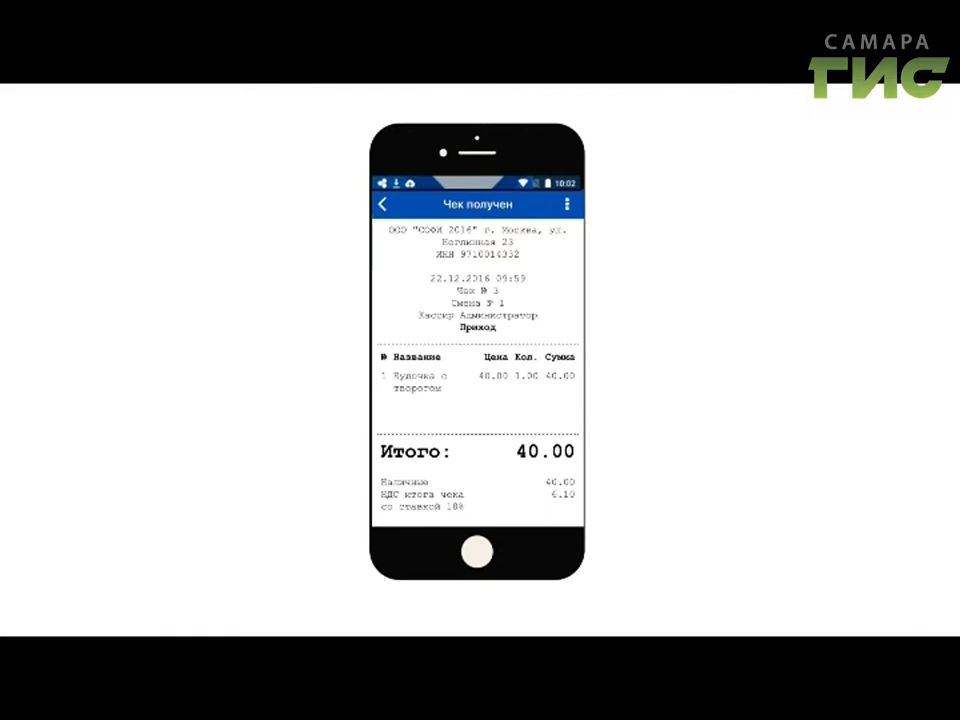 САМАРА
ГИС
10:02
Чек получен
ООО "СОФИ 2016" г. Москва, ул.
Неглинная 23
ИНН 9710014332
22.12.2016 09:59
Чек № 3
Смена № 1
Кассир Администратор
Приход
№ Название Цена Кол. Сумма
1 Булочка с 40.00 1.00 40.00
творогом
Итого: 40.00
Наличные 40.00
НДС итога чека 6.10
со ставкой 18%